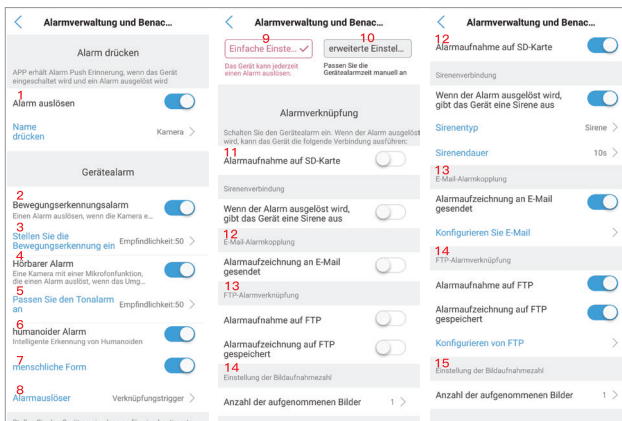 Alarmverwaltung und Benac...
Alarm drücken
APP erhält Alarm Push Erinnerung, wenn das Gerät
eingeschaltet wird und ein Alarm ausgelöst wird
1
Alarm auslösen
Name
drücken
Kamera
Gerätealarm
2
Bewegungserkennungsalarm
Einen Alarm auslösen, wenn die Kamera e...
3
Stellen Sie die
Bewegungserkennung ein Empfindlichkeit:50
4
Hörbarer Alarm
Eine Kamera mit einer Mikrofonfunktion,
die einen Alarm auslöst, wenn das Umg...
5
Passen Sie den Tonalarm
an
Empfindlichkeit:50
6
humanoider Alarm
Intelligente Erkennung von Humanoiden
7
menschliche Form
8
Alarmauslöser Verknüpfungstrigger
Alarmverwaltung und Benac...
9
Einfache Einste...
Das Gerät kann jederzeit
einen Alarm auslösen.
10
erweiterte Einstel...
Passen Sie die
Gerätealarmzeit manuell an
Alarmverknüpfung
Schalten Sie den Gerätealarm ein. Wenn der Alarm ausgelöst
wird, kann das Gerät die folgende Verbindung ausführen:
11
Alarmaufnahme auf SD-Karte
Sirenenverbindung
Wenn der Alarm ausgelöst wird,
gibt das Gerät eine Sirene aus
12
E-Mail-Alarmkopplung
Alarmaufzeichnung an E-Mail
gesendet
13
FTP-Alarmverknüpfung
Alarmaufnahme auf FTP
Alarmaufzeichnung auf FTP
gespeichert
14
Einstellung der Bildaufnahmezahl
Anzahl der aufgenommenen Bilder 1
Alarmverwaltung und Benac...
12
Alarmaufnahme auf SD-Karte
Sirenenverbindung
Wenn der Alarm ausgelöst wird,
gibt das Gerät eine Sirene aus
Sirenentyp Sirene
Sirenendauer 10s
13
E-Mail-Alarmkopplung
Alarmaufzeichnung an E-Mail
gesendet
Konfigurieren Sie E-Mail
14
FTP-Alarmverknüpfung
Alarmaufnahme auf FTP
Alarmaufzeichnung auf FTP
gespeichert
Konfigurieren von FTP
15
Einstellung der Bildaufnahmezahl
Anzahl der aufgenommenen Bilder 1